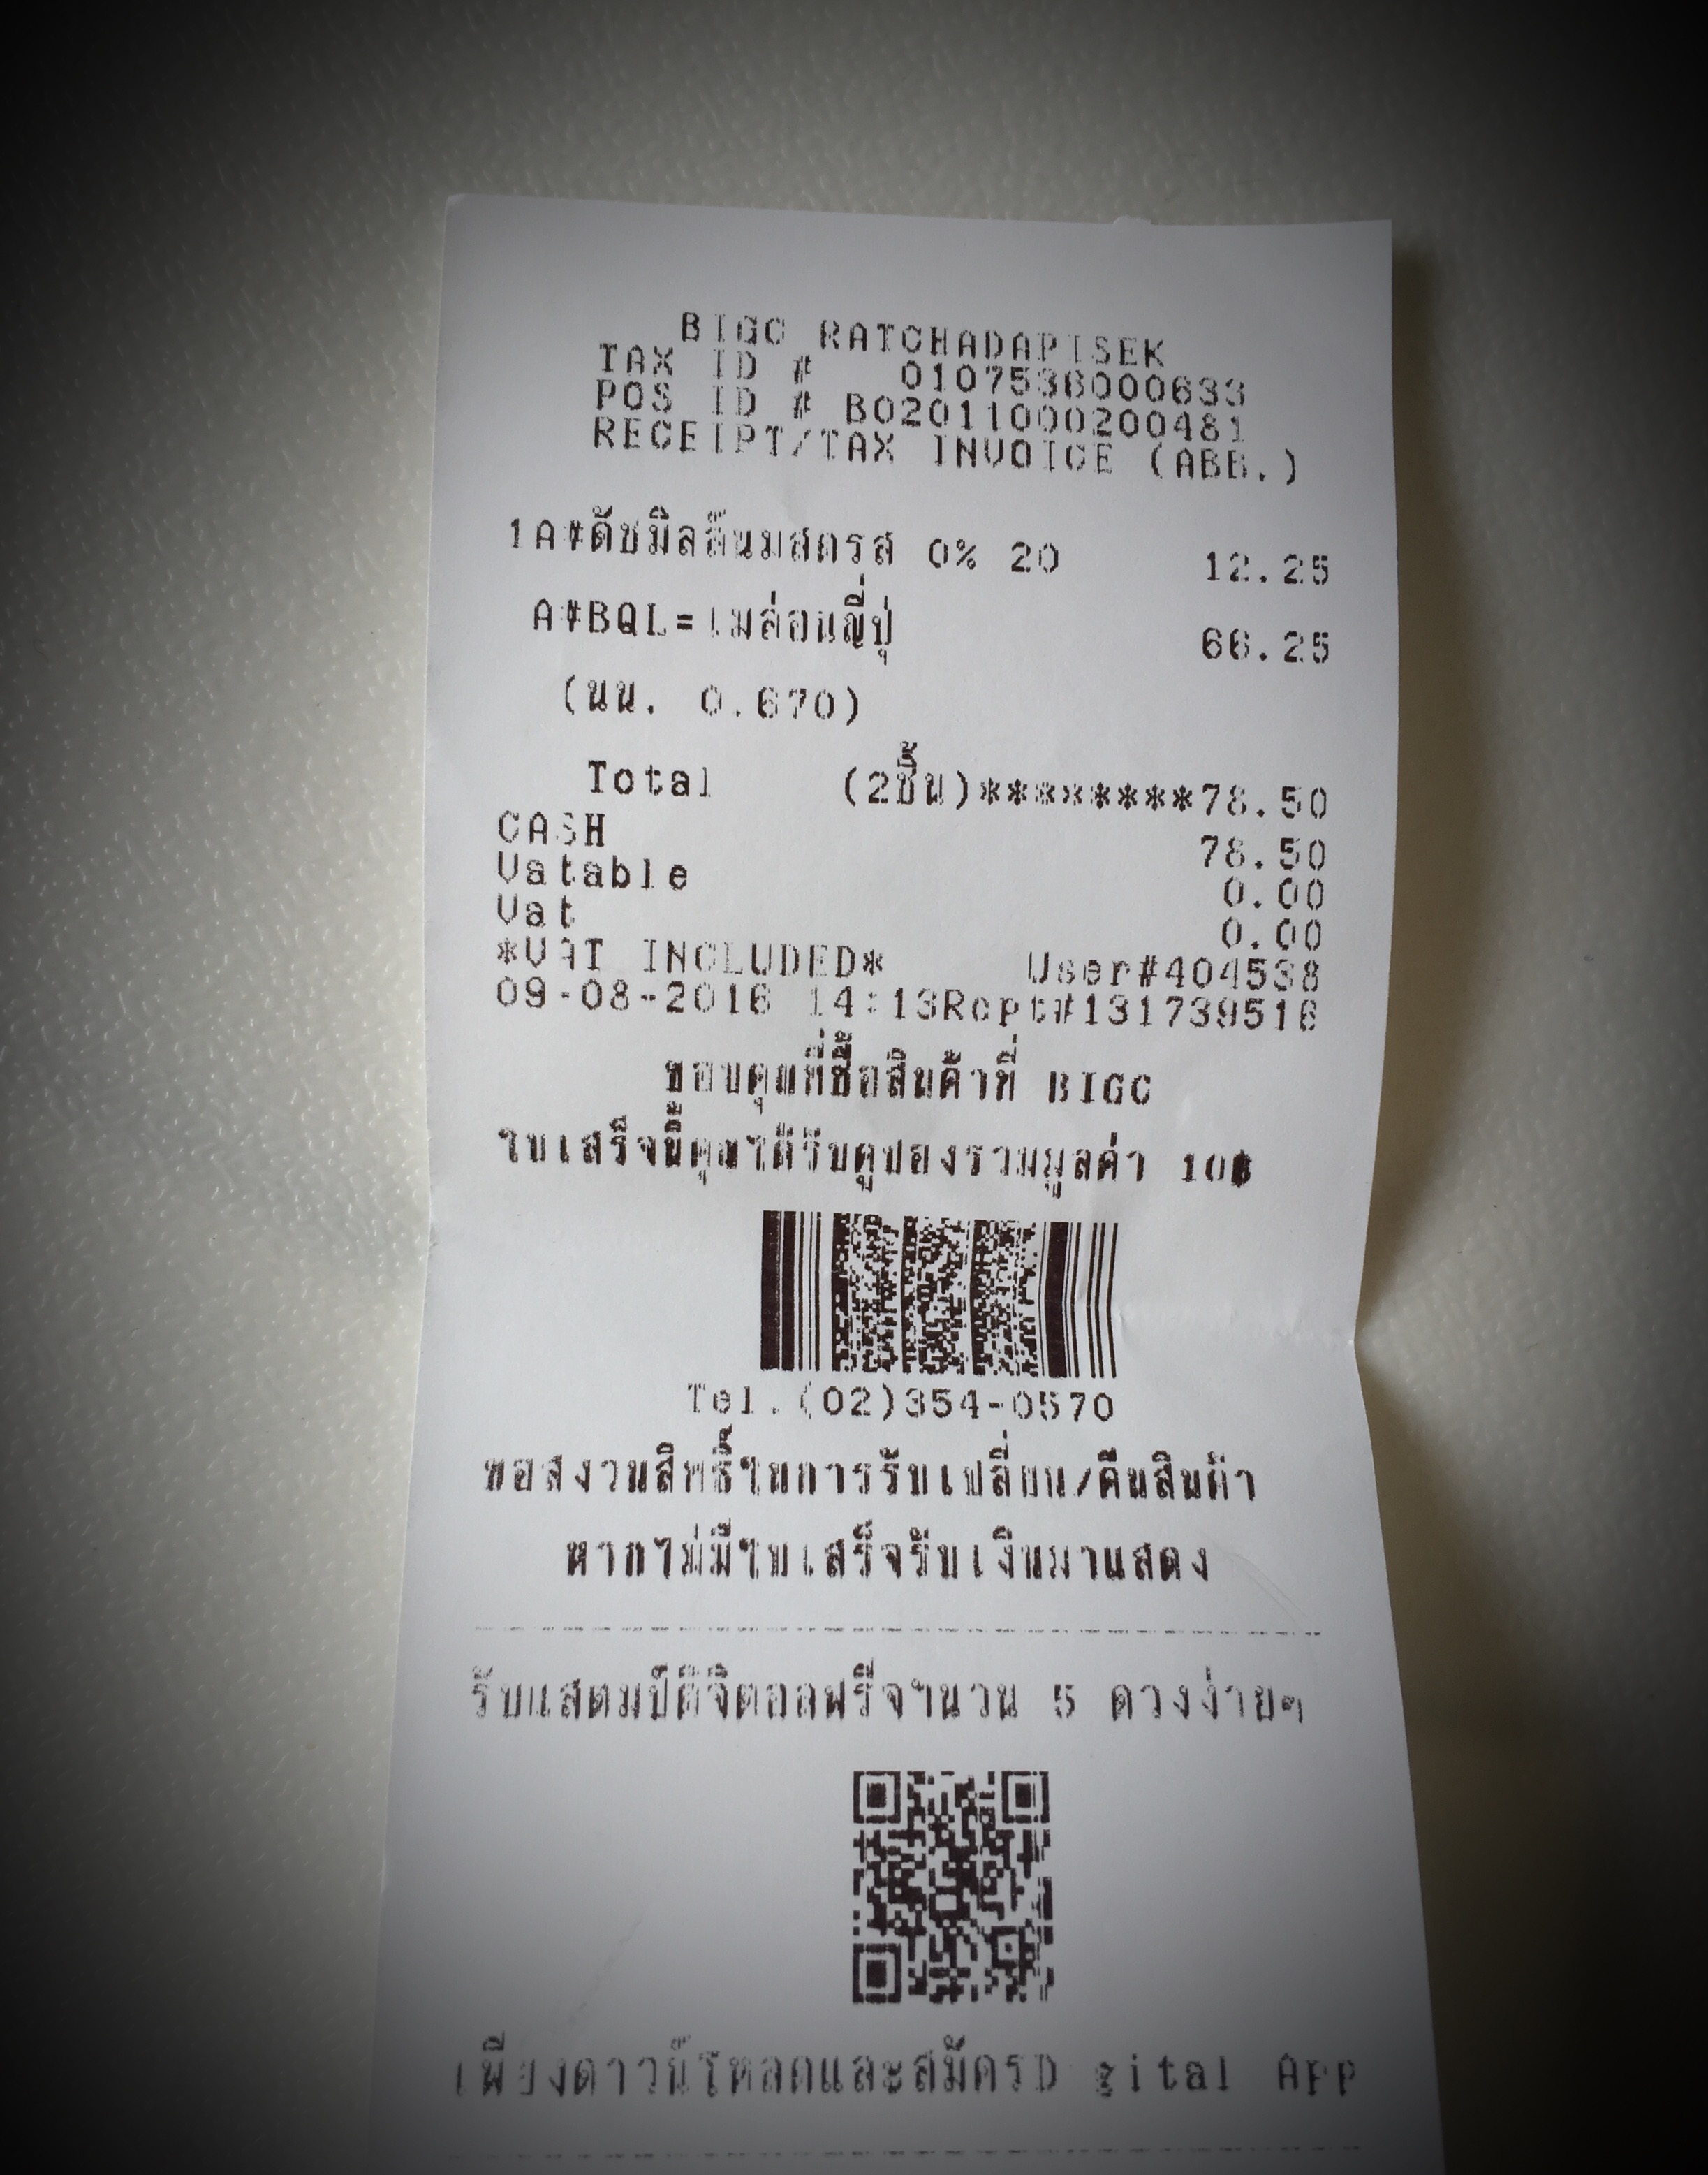 BIGC RATCHADAPISEK
TAX ID # 0107536000633
POS ID # B02011000200481
RECEIPT/TAX INVOICE (ABB.)
1A#ดัชมิลล์นมสตรส 0% 20 12.25
A#BQL=เมล่อนญี่ปุ่ 66.25
(นน. 0.670)
Total (2ชิ้น)********78.50
CASH 78.50
Vatable 0.00
Vat 0.00
*VAT INCLUDED* User#404538
09-08-2016 14:13Rcpt#131739516
ขอบคุณที่ซื้อสินค้าที่ BIGC
ใบเสร็จนี้คุณได้รับคูปองรวมมูลค่า 10฿
Tel.(02)354-0570
ขอสงวนสิทธิ์ในการรับเปลี่ยน/คืนสินค้า
หากไม่มีใบเสร็จรับเงินมาแสดง
รับแสตมป์ดิจิตอลฟรีจำนวน 5 ดวงง่ายๆ
เพียงดาวน์โหลดและสมัครDigital App